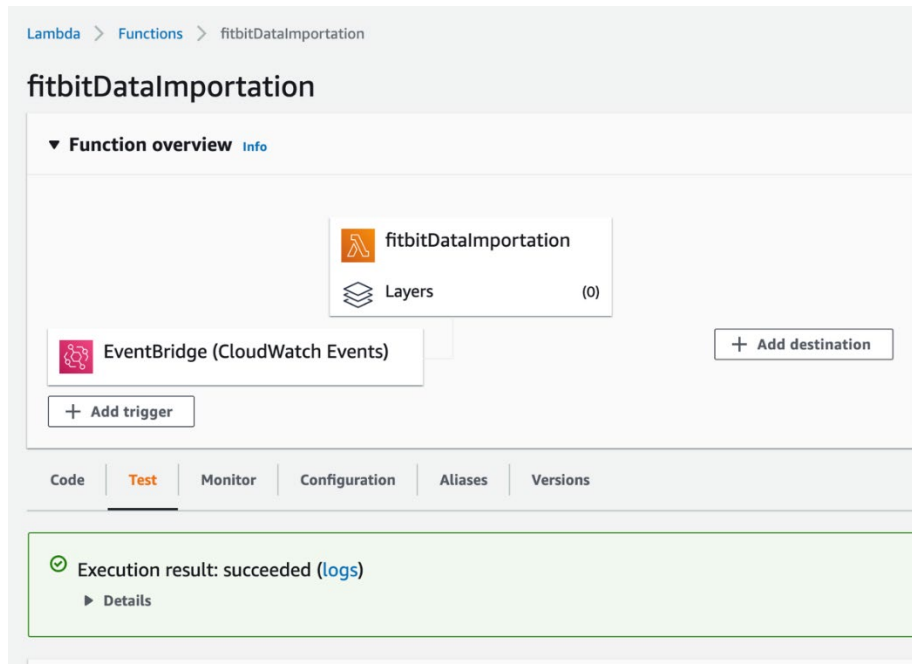 Lambda > Functions > fitbitDataImportation
fitbitDataImportation
▼ Function overview Info
fitbitDataImportation
Layers (0)
EventBridge (CloudWatch Events)
+ Add destination
+ Add trigger
Code Test Monitor Configuration Aliases Versions
Execution result: succeeded (logs)
▶ Details